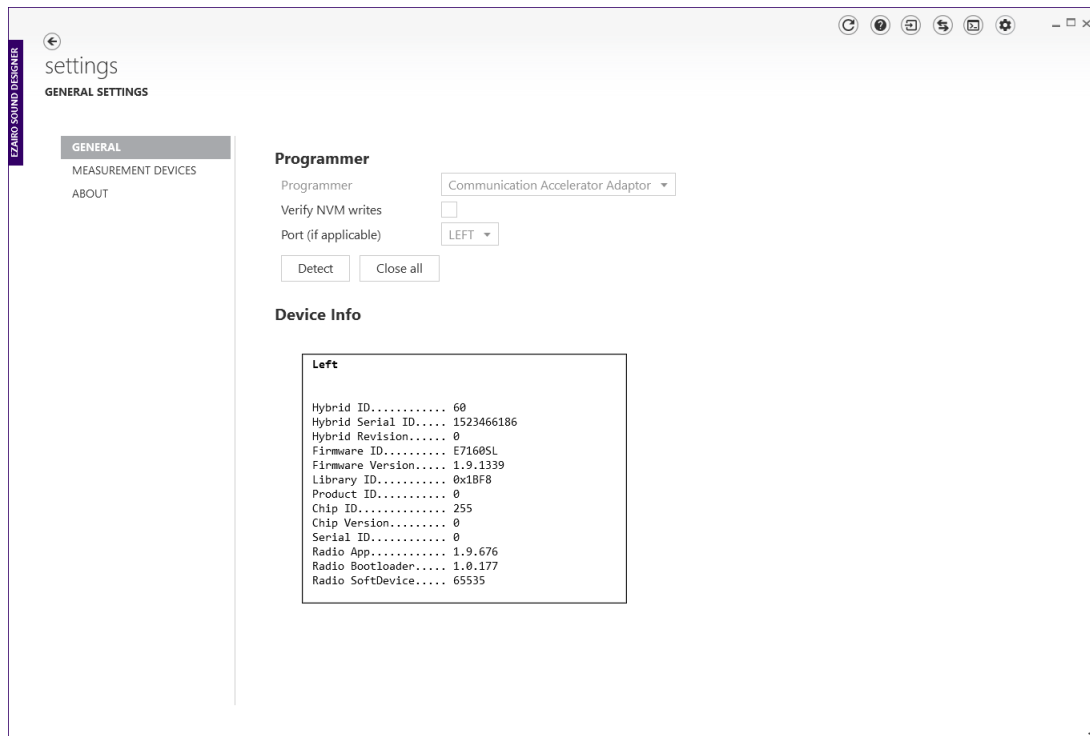 EZAIRO SOUND DESIGNER
settings
GENERAL SETTINGS
GENERAL
MEASUREMENT DEVICES
ABOUT
Programmer
Programmer Communication Accelerator Adaptor
Verify NVM writes
Port (if applicable) LEFT
Detect Close all
Device Info
Left
Hybrid ID............ 60
Hybrid Serial ID..... 1523466186
Hybrid Revision...... 0
Firmware ID.......... E7160SL
Firmware Version..... 1.9.1339
Library ID........... 0x1BF8
Product ID........... 0
Chip ID.............. 255
Chip Version......... 0
Serial ID............ 0
Radio App............ 1.9.676
Radio Bootloader..... 1.0.177
Radio SoftDevice..... 65535